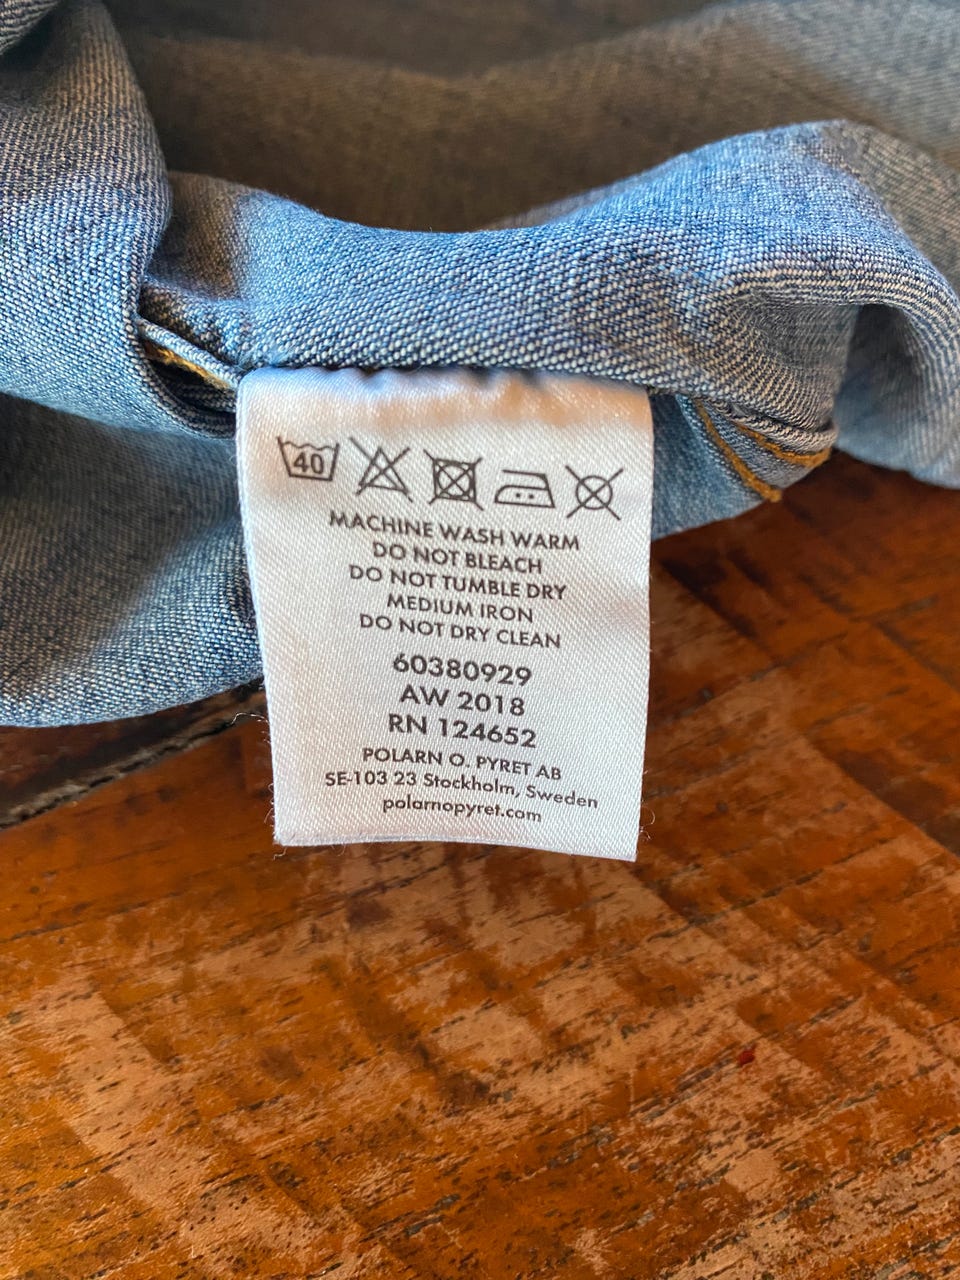 40
MACHINE WASH WARM
DO NOT BLEACH
DO NOT TUMBLE DRY
MEDIUM IRON
DO NOT DRY CLEAN
60380929
AW 2018
RN 124652
POLARN O. PYRET AB
SE-103 23 Stockholm, Sweden
polarnopyret.com